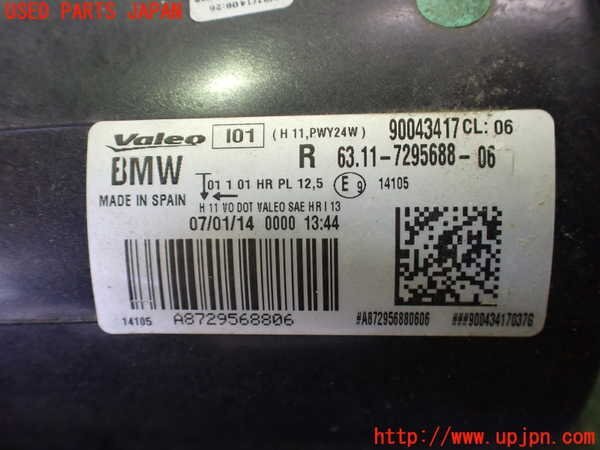 USED PARTS JAPAN
Valeo I01 (H 11,PWY24W) 90043417 CL: 06
BMW R 63.11-7295688-06
MADE IN SPAIN 01 1 01 HR PL 12,5 E9 14105
H 11 VO DOT VALEO SAE HR I 13
07/01/14 0000 13:44
14105 A8729568806 #A872956880606 ###90043417037G
http://www.upjpn.com/